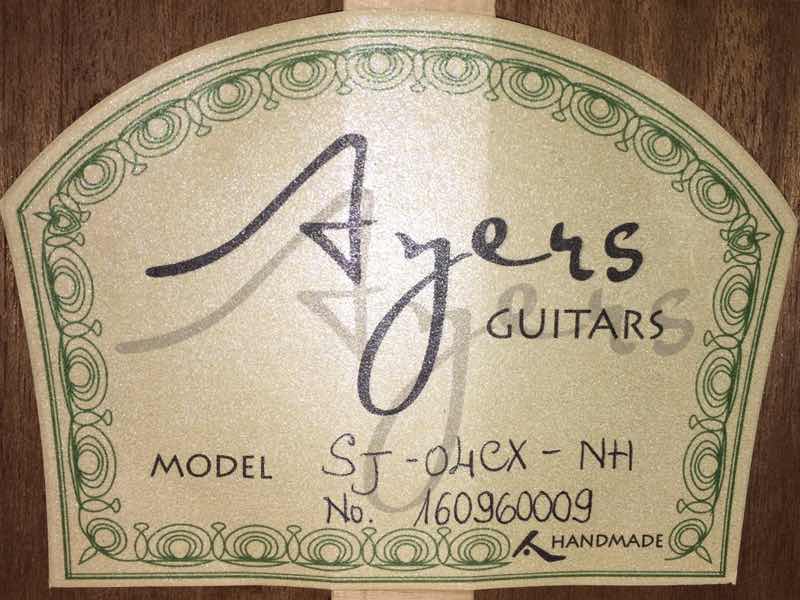 Ayers
GUITARS
MODEL SJ-04CX-NH
No. 160960009
HANDMADE